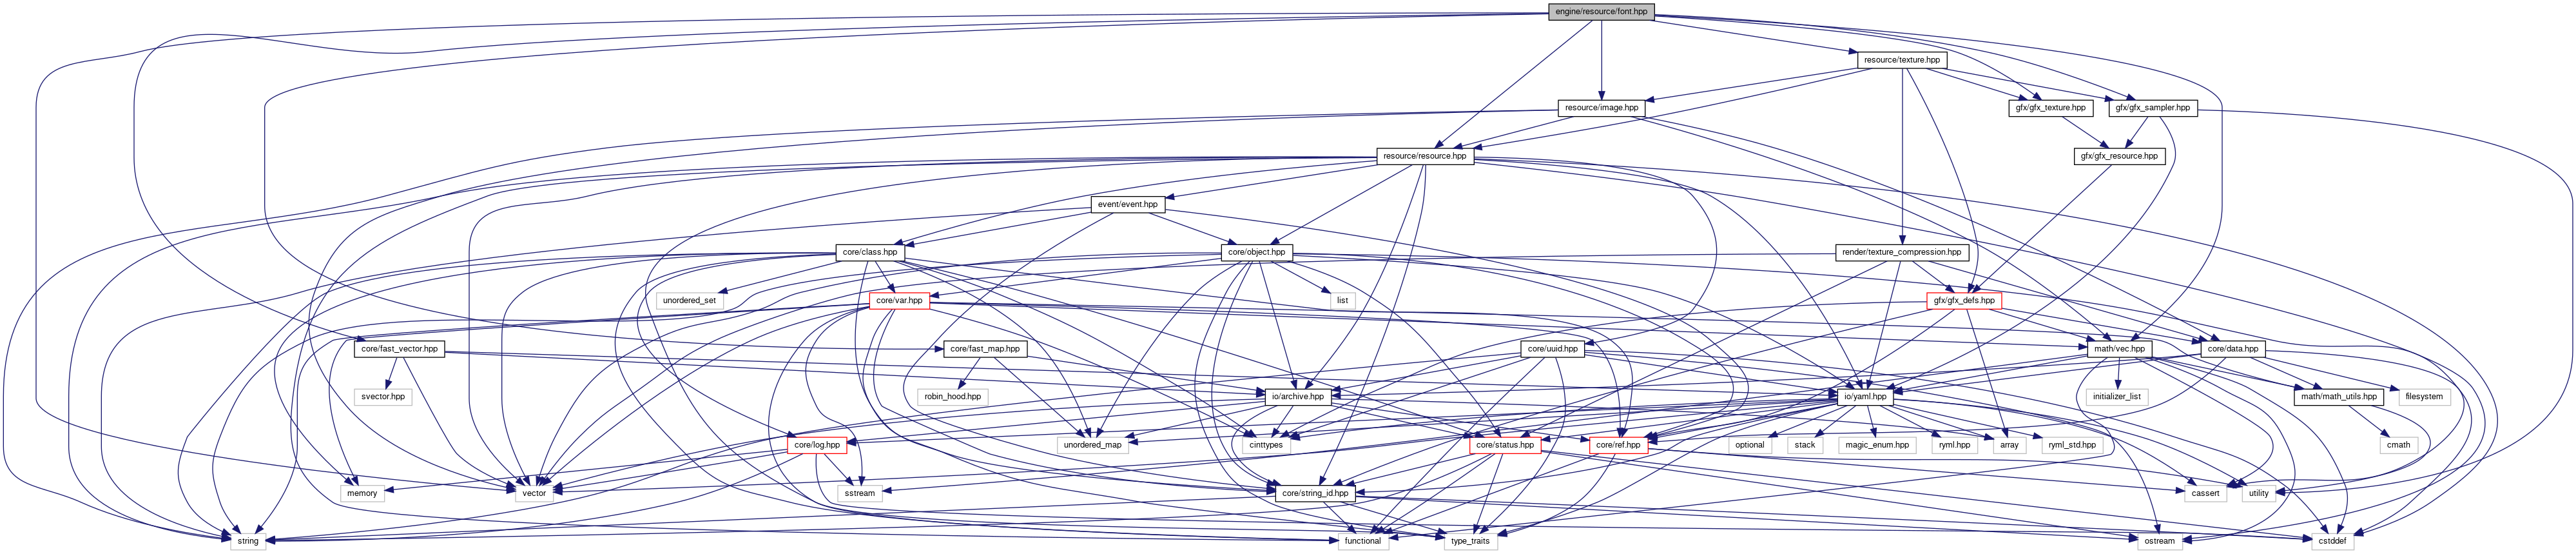 engine/resource/font.hpp
resource/texture.hpp
resource/image.hpp
gfx/gfx_texture.hpp
gfx/gfx_sampler.hpp
resource/resource.hpp
gfx/gfx_resource.hpp
event/event.hpp
core/class.hpp
core/object.hpp
render/texture_compression.hpp
unordered_set
core/var.hpp
list
gfx/gfx_defs.hpp
core/fast_vector.hpp
core/fast_map.hpp
core/uuid.hpp
math/vec.hpp
core/data.hpp
svector.hpp
robin_hood.hpp
io/archive.hpp
io/yaml.hpp
initializer_list
math/math_utils.hpp
filesystem
core/log.hpp
unordered_map
cinttypes
core/status.hpp
core/ref.hpp
optional
stack
magic_enum.hpp
ryml.hpp
array
ryml_std.hpp
cmath
memory
vector
sstream
core/string_id.hpp
cassert
utility
string
functional
type_traits
ostream
cstddef